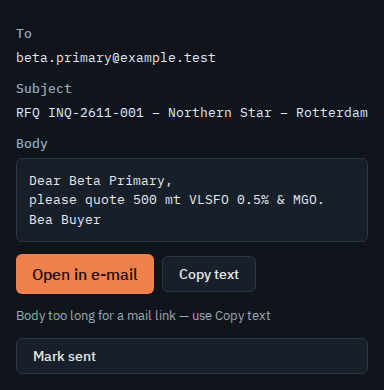 To
beta.primary@example.test
Subject
RFQ INQ-2611-001 – Northern Star – Rotterdam
Body
Dear Beta Primary,
please quote 500 mt VLSFO 0.5% & MGO.
Bea Buyer
Open in e-mail
Copy text
Body too long for a mail link — use Copy text
Mark sent